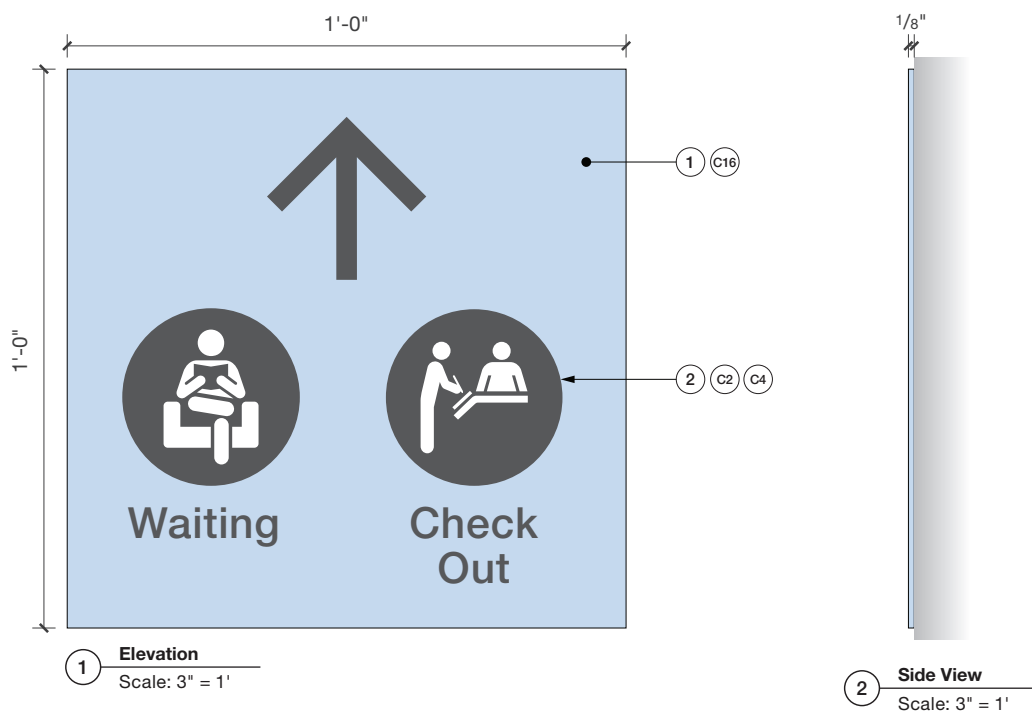 1'-0"
1/8"
1'-0"
1 C16
2 C2 C4
Waiting
Check
Out
1 Elevation
Scale: 3" = 1'
2 Side View
Scale: 3" = 1'